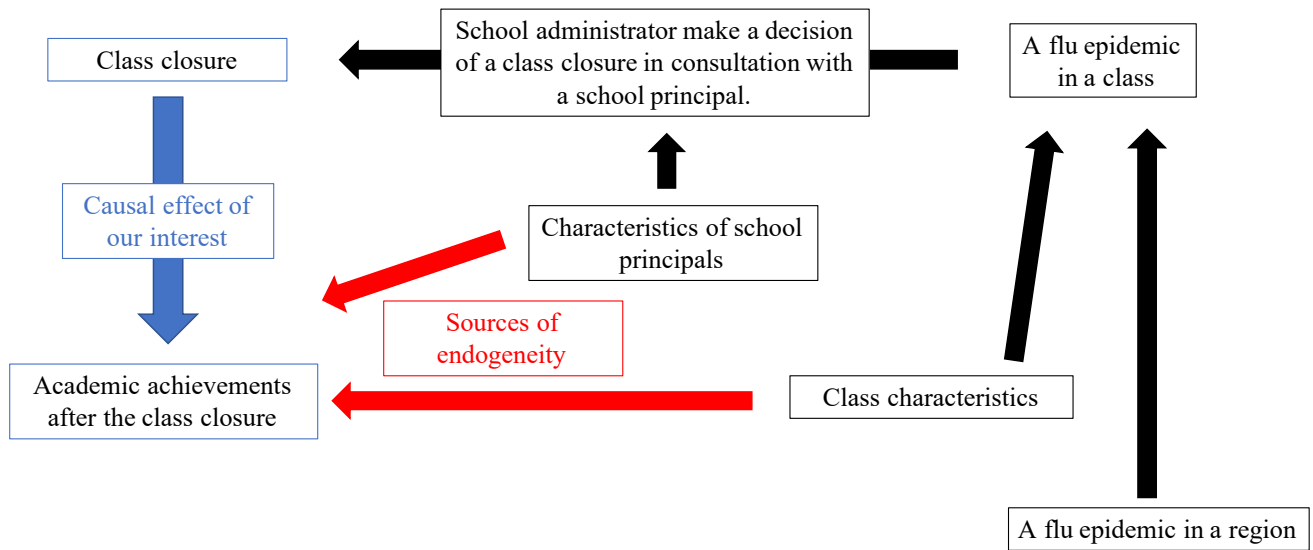 Class closure
School administrator make a decision
of a class closure in consultation with
a school principal.
A flu epidemic
in a class
Causal effect of
our interest
Characteristics of school
principals
Sources of
endogeneity
Academic achievements
after the class closure
Class characteristics
A flu epidemic in a region